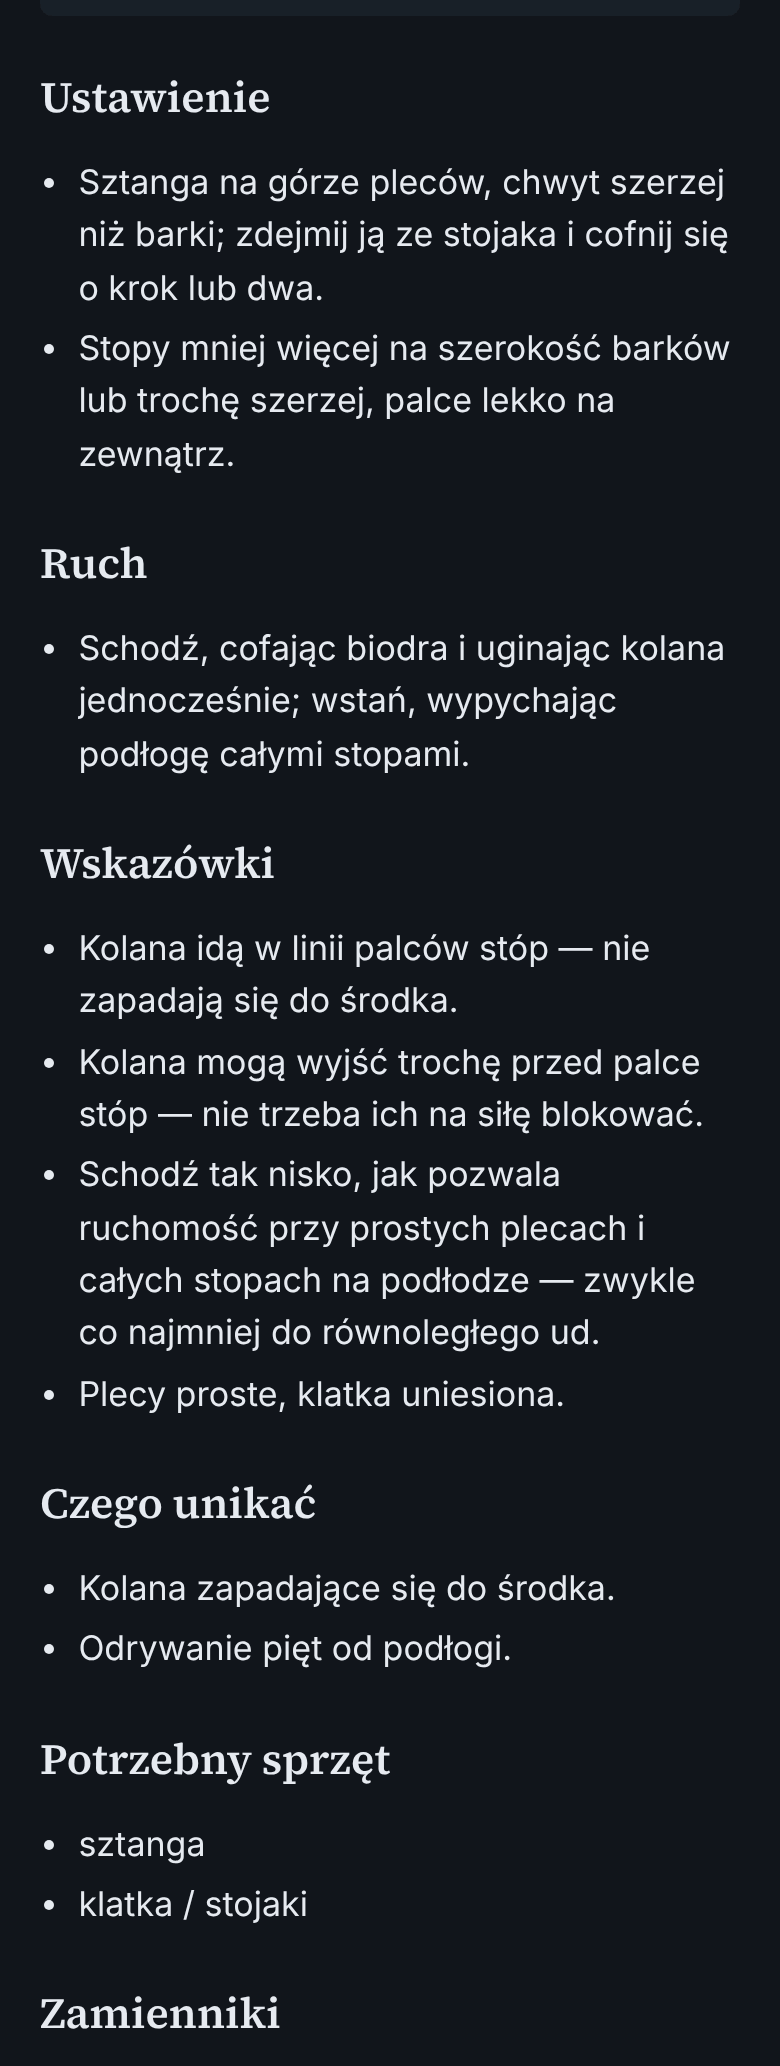 Ustawienie
• Sztanga na górze pleców, chwyt szerzej
niż barki; zdejmij ją ze stojaka i cofnij się
o krok lub dwa.
• Stopy mniej więcej na szerokość barków
lub trochę szerzej, palce lekko na
zewnątrz.
Ruch
• Schodź, cofając biodra i uginając kolana
jednocześnie; wstań, wypychając
podłogę całymi stopami.
Wskazówki
• Kolana idą w linii palców stóp — nie
zapadają się do środka.
• Kolana mogą wyjść trochę przed palce
stóp — nie trzeba ich na siłę blokować.
• Schodź tak nisko, jak pozwala
ruchomość przy prostych plecach i
całych stopach na podłodze — zwykle
co najmniej do równoległego ud.
• Plecy proste, klatka uniesiona.
Czego unikać
• Kolana zapadające się do środka.
• Odrywanie pięt od podłogi.
Potrzebny sprzęt
• sztanga
• klatka / stojaki
Zamienniki